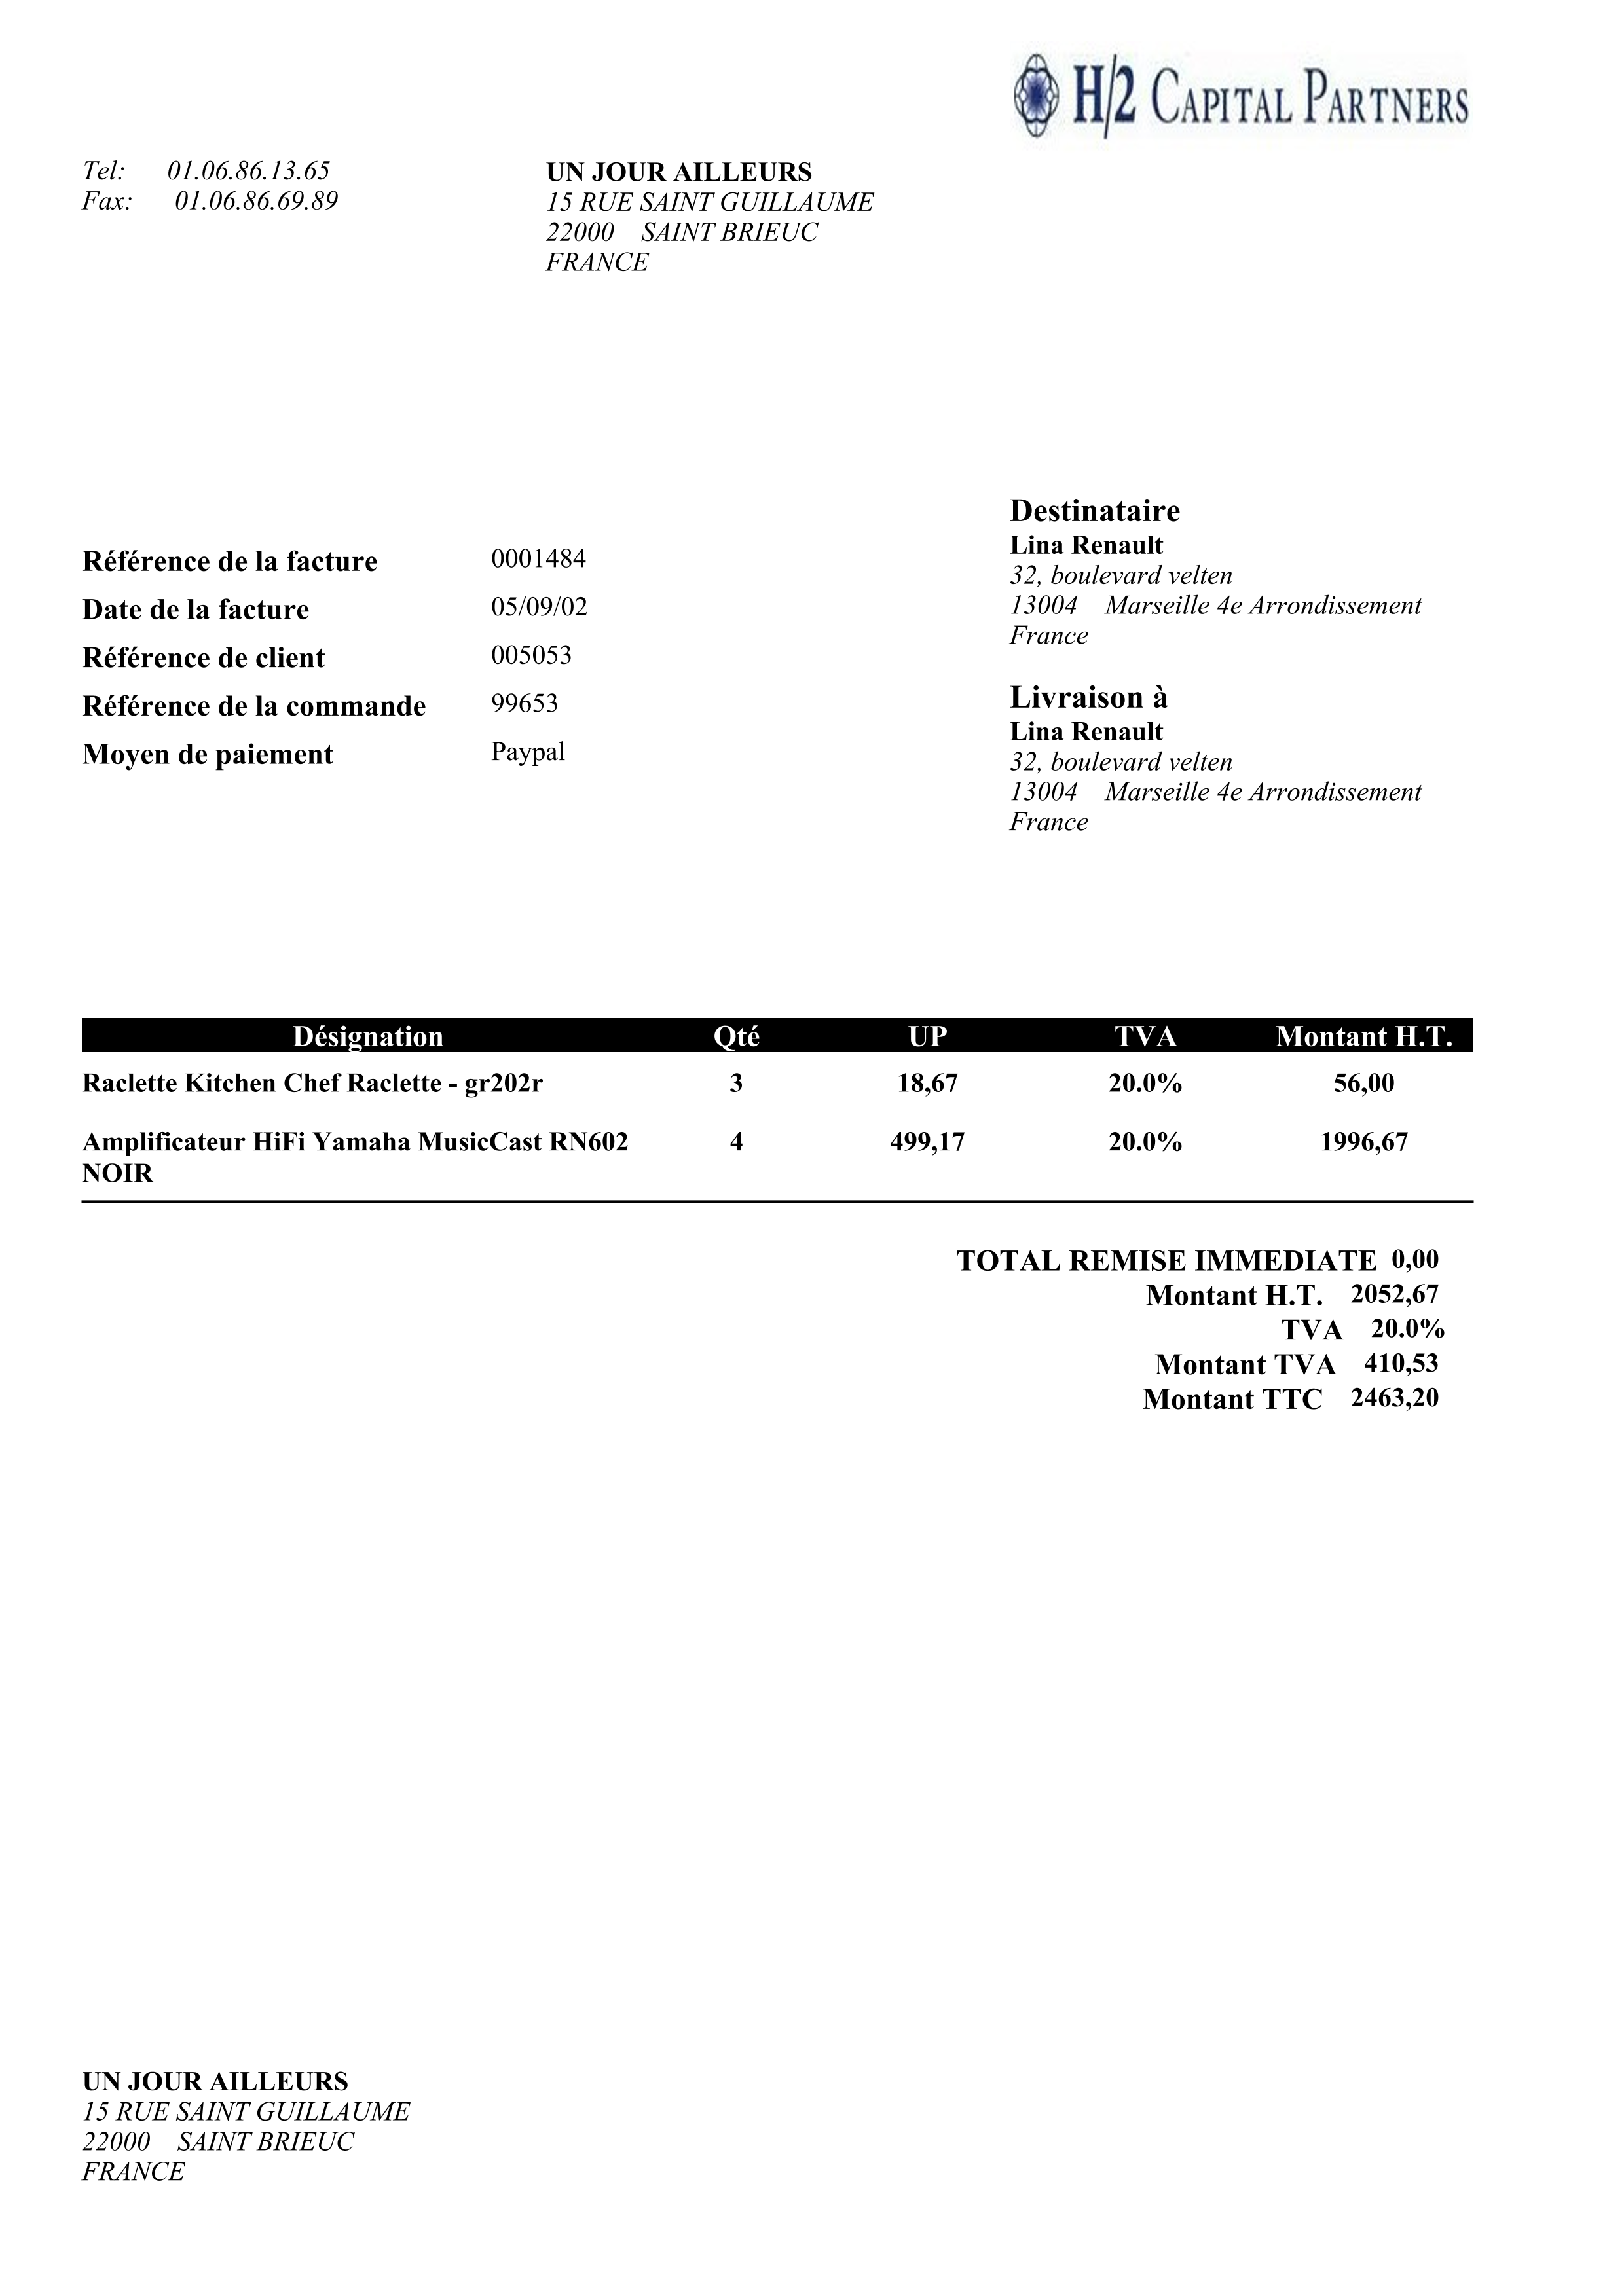 H/2 CAPITAL PARTNERS
Tel: 01.06.86.13.65
Fax: 01.06.86.69.89
UN JOUR AILLEURS
15 RUE SAINT GUILLAUME
22000 SAINT BRIEUC
FRANCE
Référence de la facture 0001484
Date de la facture 05/09/02
Référence de client 005053
Référence de la commande 99653
Moyen de paiement Paypal
Destinataire
Lina Renault
32, boulevard velten
13004 Marseille 4e Arrondissement
France
Livraison à
Lina Renault
32, boulevard velten
13004 Marseille 4e Arrondissement
France
Désignation Qté UP TVA Montant H.T.
Raclette Kitchen Chef Raclette - gr202r 3 18,67 20.0% 56,00
Amplificateur HiFi Yamaha MusicCast RN602 4 499,17 20.0% 1996,67
NOIR
TOTAL REMISE IMMEDIATE 0,00
Montant H.T. 2052,67
TVA 20.0%
Montant TVA 410,53
Montant TTC 2463,20
UN JOUR AILLEURS
15 RUE SAINT GUILLAUME
22000 SAINT BRIEUC
FRANCE